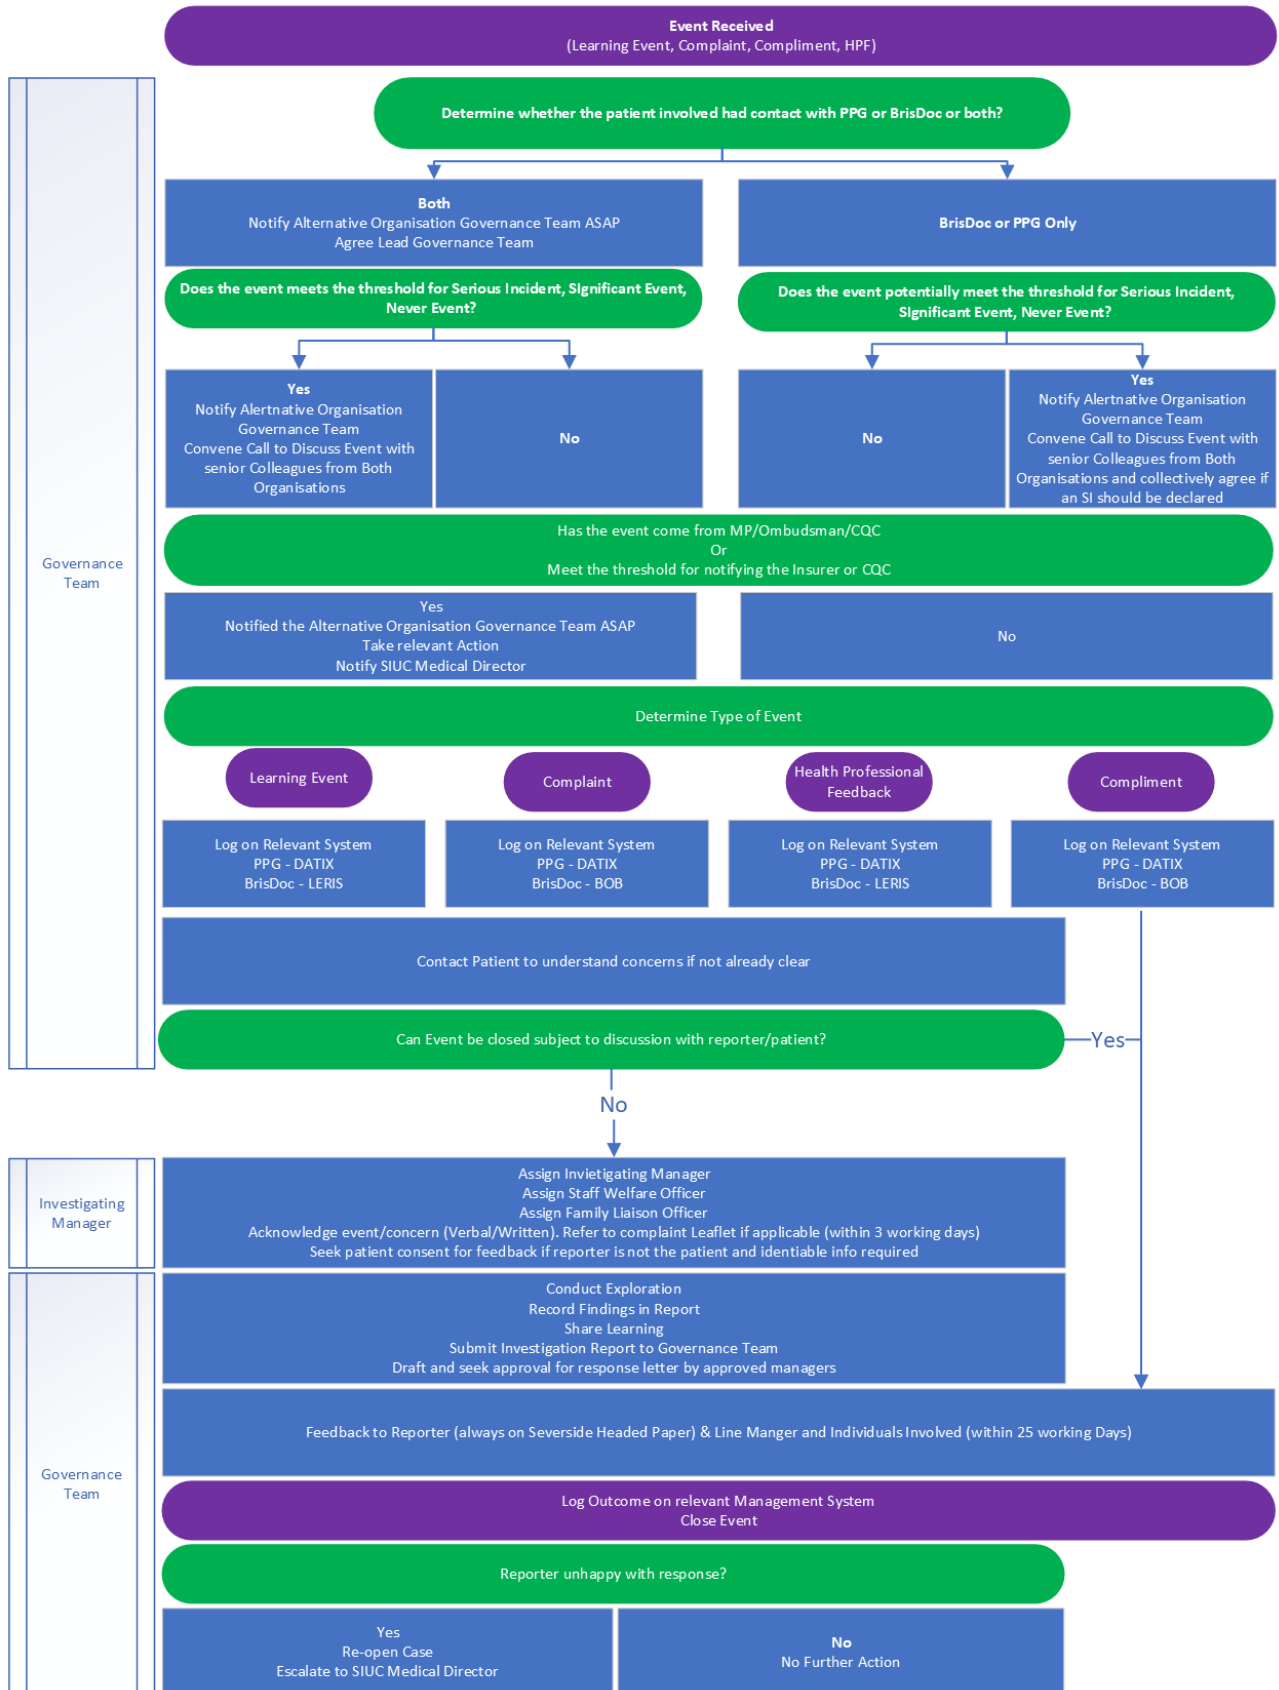 Event Received
(Learning Event, Complaint, Compliment, HPF)
Determine whether the patient involved had contact with PPG or BrisDoc or both?
Both
Notify Alternative Organisation Governance Team ASAP
Agree Lead Governance Team
BrisDoc or PPG Only
Does the event meets the threshold for Serious Incident, SIgnificant Event,
Never Event?
Does the event potentially meet the threshold for Serious Incident,
SIgnificant Event, Never Event?
Yes
Notify Alertnative Organisation
Governance Team
Convene Call to Discuss Event with
senior Colleagues from Both
Organisations
No
No
Yes
Notify Alertnative Organisation
Governance Team
Convene Call to Discuss Event with
senior Colleagues from Both
Organisations and collectively agree if
an SI should be declared
Governance
Team
Has the event come from MP/Ombudsman/CQC
Or
Meet the threshold for notifying the Insurer or CQC
Yes
Notified the Alternative Organisation Governance Team ASAP
Take relevant Action
Notify SIUC Medical Director
No
Determine Type of Event
Learning Event
Complaint
Health Professional
Feedback
Compliment
Log on Relevant System
PPG - DATIX
BrisDoc - LERIS
Log on Relevant System
PPG - DATIX
BrisDoc - BOB
Log on Relevant System
PPG - DATIX
BrisDoc - LERIS
Log on Relevant System
PPG - DATIX
BrisDoc - BOB
Contact Patient to understand concerns if not already clear
Can Event be closed subject to discussion with reporter/patient?
Yes
No
Investigating
Manager
Assign Invietigating Manager
Assign Staff Welfare Officer
Assign Family Liaison Officer
Acknowledge event/concern (Verbal/Written). Refer to complaint Leaflet if applicable (within 3 working days)
Seek patient consent for feedback if reporter is not the patient and identiable info required
Conduct Exploration
Record Findings in Report
Share Learning
Submit Investigation Report to Governance Team
Draft and seek approval for response letter by approved managers
Feedback to Reporter (always on Severside Headed Paper) & Line Manger and Individuals Involved (within 25 working Days)
Governance
Team
Log Outcome on relevant Management System
Close Event
Reporter unhappy with response?
Yes
Re-open Case
Escalate to SIUC Medical Director
No
No Further Action